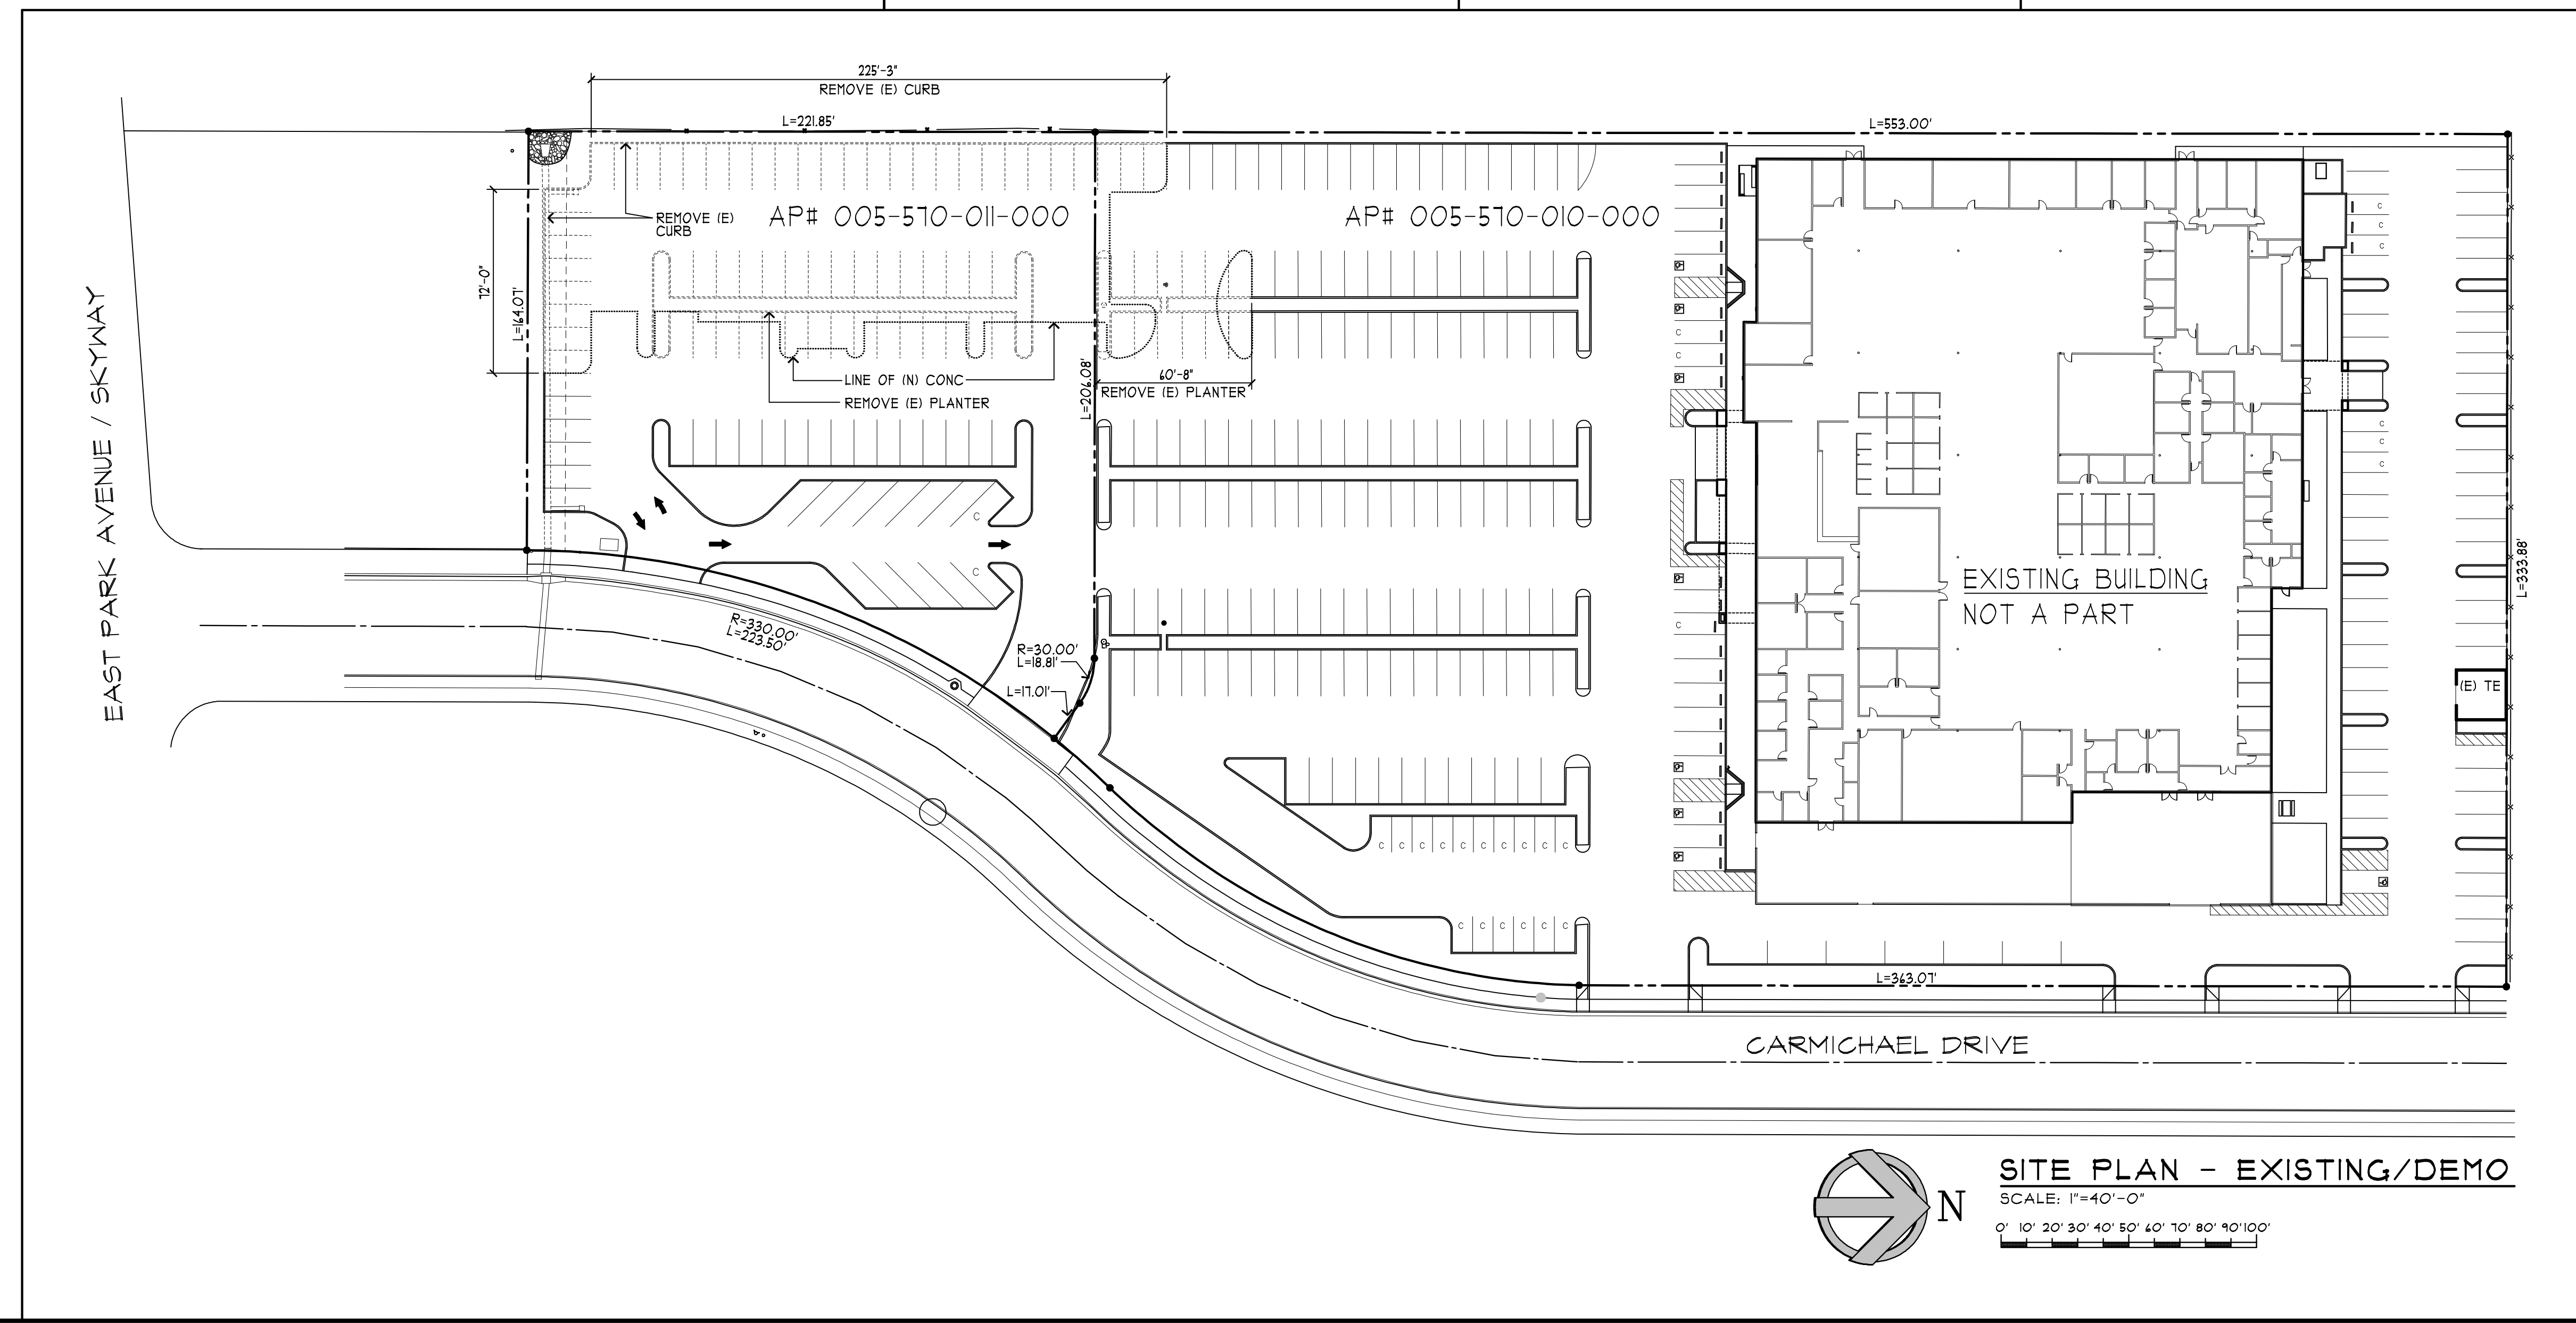 225'-3"
REMOVE (E) CURB
L=221.85'
L=553.00'
REMOVE (E)
CURB
AP# 005-570-011-000
AP# 005-570-010-000
72'-0"
L=164.07'
EAST PARK AVENUE / SKYWAY
LINE OF (N) CONC
REMOVE (E) PLANTER
L=206.08'
60'-8"
REMOVE (E) PLANTER
C
C
C
C
C
C
C
C
C
C
C
C
R=330.00'
L=223.50'
R=30.00'
L=18.81'
L=17.01'
EXISTING BUILDING
NOT A PART
L=333.88'
(E) TE
C C C C C C C C C
C C C C C C
L=363.07'
CARMICHAEL DRIVE
N
SITE PLAN - EXISTING/DEMO
SCALE: 1"=40'-0"
0' 10' 20' 30' 40' 50' 60' 70' 80' 90' 100'